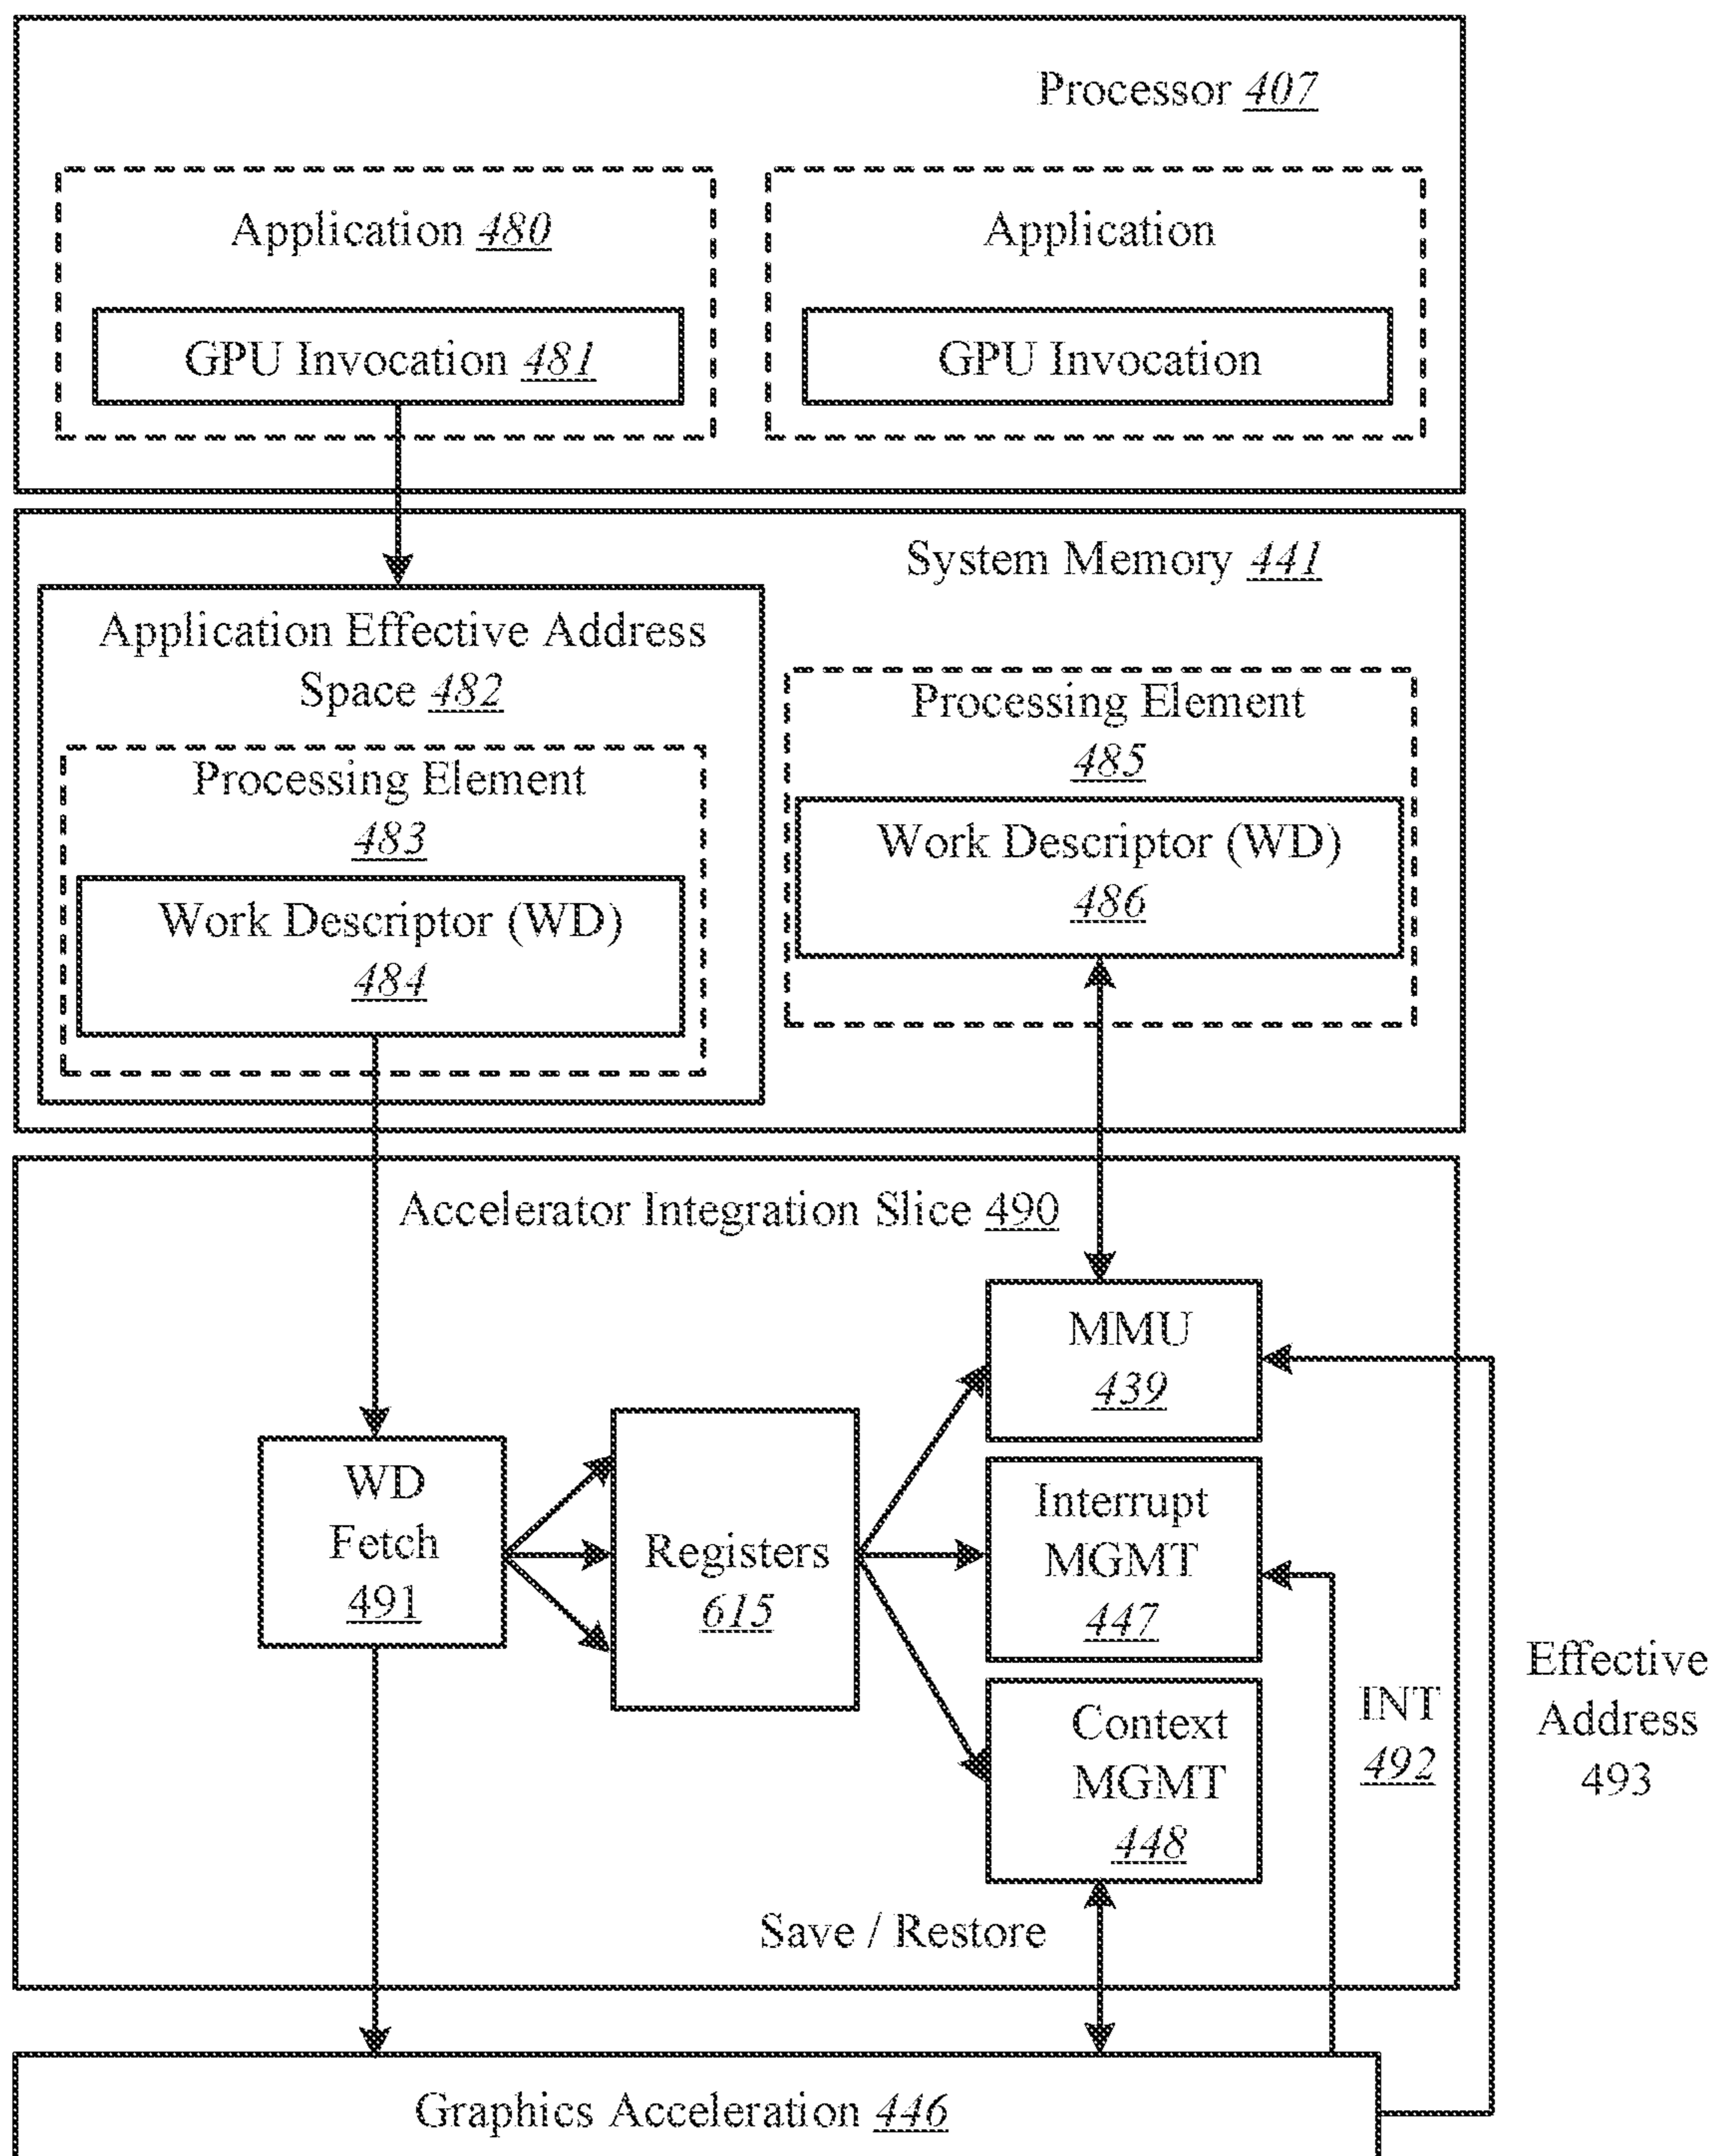 Processor 407
Application 480
Application
GPU Invocation 481
GPU Invocation
System Memory 441
Application Effective Address
Space 482
Processing Element
485
Processing Element
483
Work Descriptor (WD)
486
Work Descriptor (WD)
484
Accelerator Integration Slice 490
MMU
439
WD
Fetch
491
Registers
615
Interrupt
MGMT
447
Context
MGMT
448
INT
492
Effective
Address
493
Save / Restore
Graphics Acceleration 446